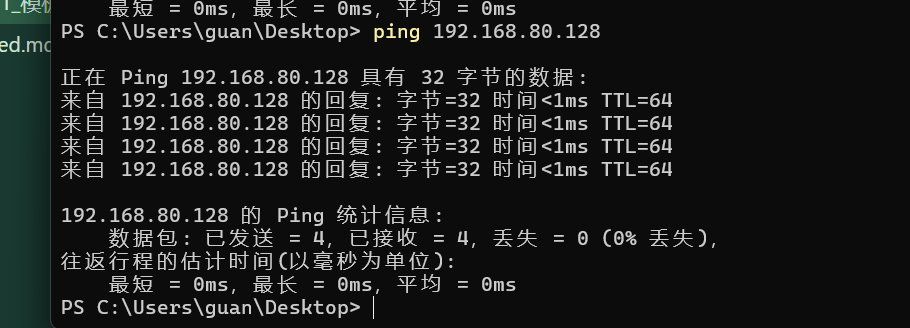 最短 = 0ms，最长 = 0ms，平均 = 0ms
PS C:\Users\guan\Desktop> ping 192.168.80.128
ed.md
正在 Ping 192.168.80.128 具有 32 字节的数据:
来自 192.168.80.128 的回复: 字节=32 时间<1ms TTL=64
来自 192.168.80.128 的回复: 字节=32 时间<1ms TTL=64
来自 192.168.80.128 的回复: 字节=32 时间<1ms TTL=64
来自 192.168.80.128 的回复: 字节=32 时间<1ms TTL=64
192.168.80.128 的 Ping 统计信息:
数据包: 已发送 = 4，已接收 = 4，丢失 = 0 (0% 丢失)，
往返行程的估计时间(以毫秒为单位):
最短 = 0ms，最长 = 0ms，平均 = 0ms
PS C:\Users\guan\Desktop>